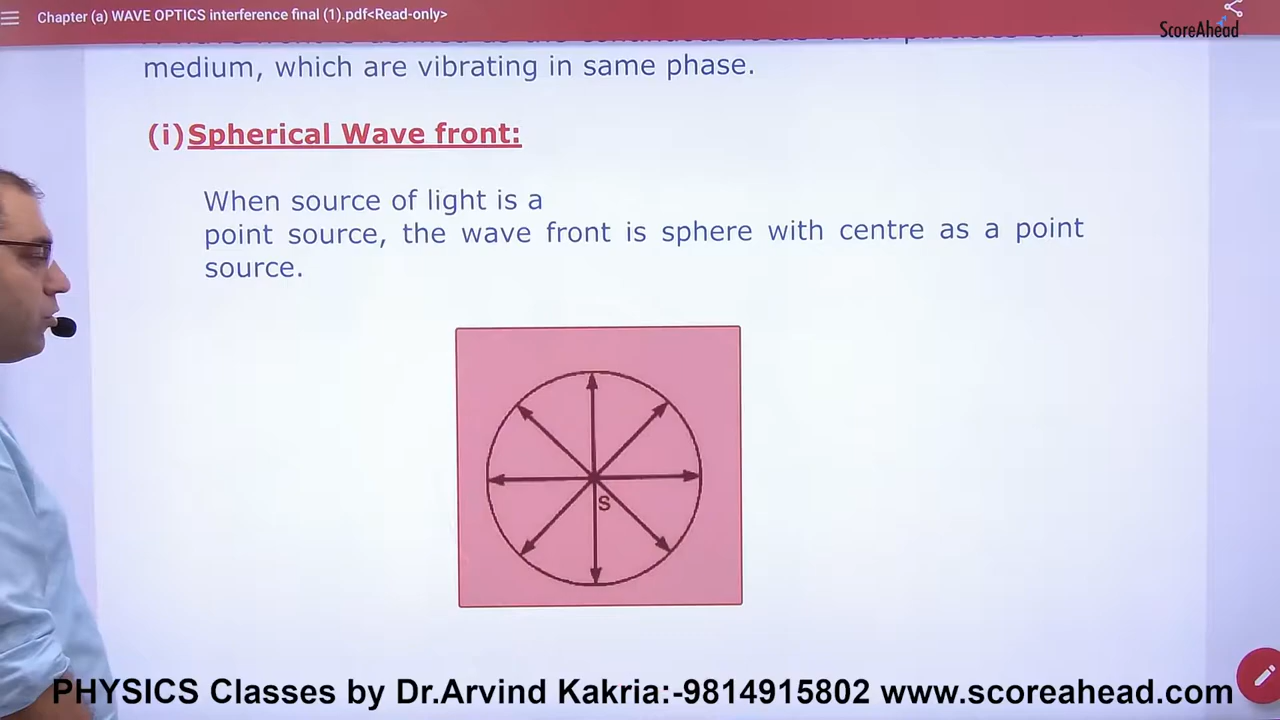 Chapter (a) WAVE OPTICS interference final (1).pdf<Read-only>
ScoreAhead
medium, which are vibrating in same phase.
(i)Spherical Wave front:
When source of light is a
point source, the wave front is sphere with centre as a point
source.
S
PHYSICS Classes by Dr.Arvind Kakria:-9814915802 www.scoreahead.com